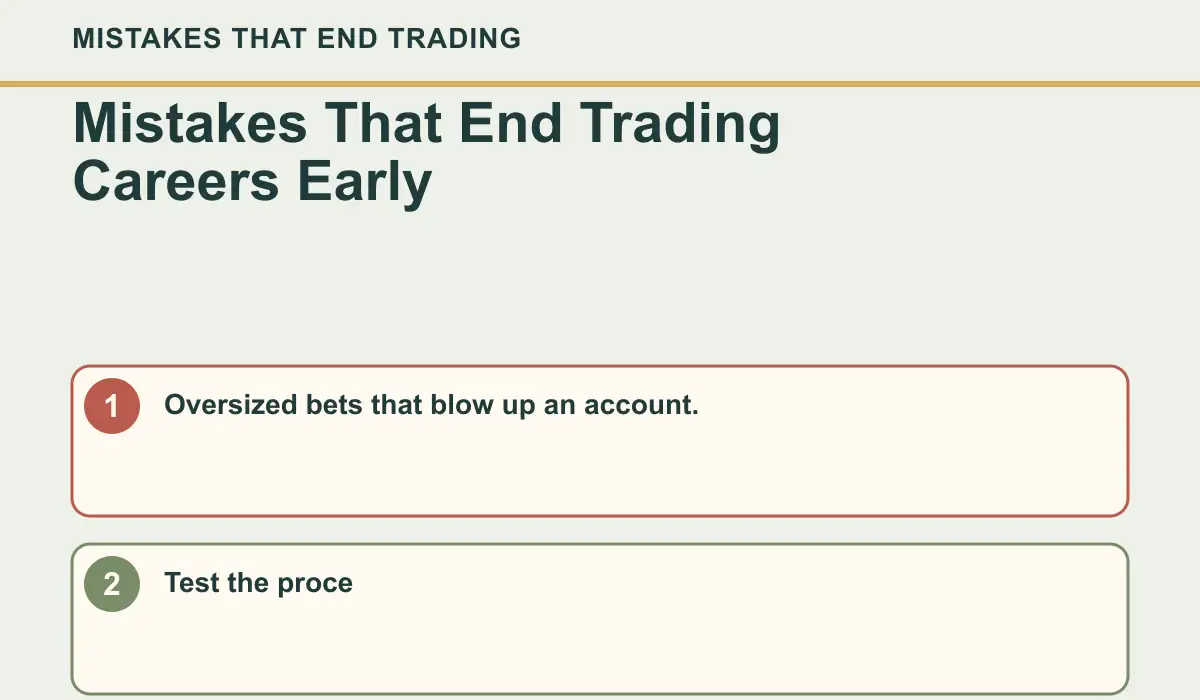 MISTAKES THAT END TRADING
Mistakes That End Trading
Careers Early
1
Oversized bets that blow up an account.
2
Test the proce